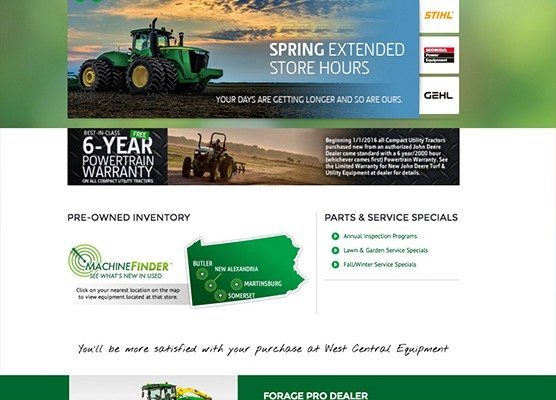 STIHL
SPRING EXTENDED
STORE HOURS
HONDA
Power
Equipment
GEHL
YOUR DAYS ARE GETTING LONGER AND SO ARE OURS.
BEST-IN-CLASS FREE
6-YEAR
POWERTRAIN
WARRANTY
ON ALL COMPACT UTILITY TRACTORS
Beginning 1/1/2016 all Compact Utility Tractors
purchased new from an authorized John Deere
Dealer come standard with a 6 year/2000 hour
(whichever comes first) Powertrain Warranty. See
the Limited Warranty for New John Deere Turf &
Utility Equipment at dealer for details.
PRE-OWNED INVENTORY
MACHINEFINDER™
SEE WHAT'S NEW IN USED.
Click on your nearest location on the map
to view equipment located at that store.
BUTLER
NEW ALEXANDRIA
MARTINSBURG
SOMERSET
PARTS & SERVICE SPECIALS
Annual Inspection Programs
Lawn & Garden Service Specials
Fall/Winter Service Specials
You'll be more satisfied with your purchase at West Central Equipment
FORAGE PRO DEALER